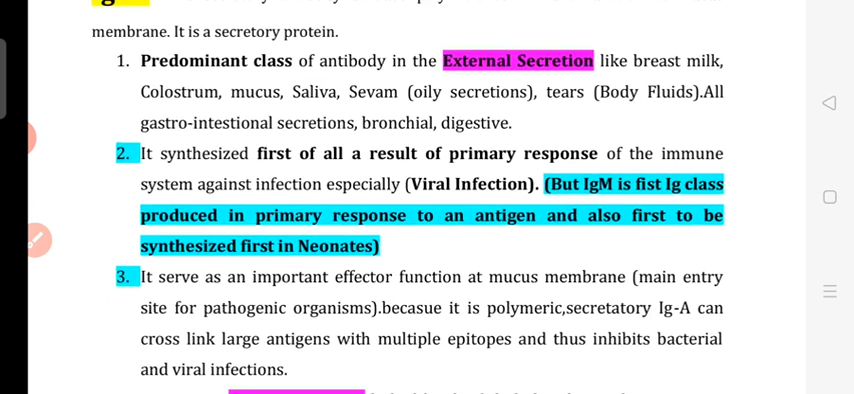 membrane. It is a secretory protein.
1. Predominant class of antibody in the External Secretion like breast milk,
Colostrum, mucus, Saliva, Sevam (oily secretions), tears (Body Fluids).All
gastro-intestional secretions, bronchial, digestive.
2. It synthesized first of all a result of primary response of the immune
system against infection especially (Viral Infection). (But IgM is fist Ig class
produced in primary response to an antigen and also first to be
synthesized first in Neonates)
3. It serve as an important effector function at mucus membrane (main entry
site for pathogenic organisms).becasue it is polymeric,secretatory Ig-A can
cross link large antigens with multiple epitopes and thus inhibits bacterial
and viral infections.